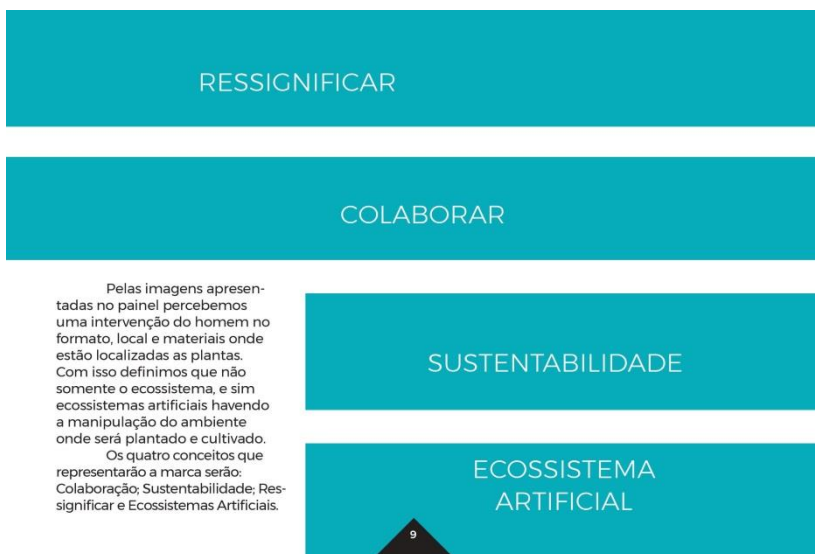 RESSIGNIFICAR
COLABORAR
Pelas imagens apresen-
tadas no painel percebemos
uma intervenção do homem no
formato, local e materiais onde
estão localizadas as plantas.
Com isso definimos que não
somente o ecossistema, e sim
ecossistemas artificiais havendo
a manipulação do ambiente
onde será plantado e cultivado.
Os quatro conceitos que
representarão a marca serão:
Colaboração; Sustentabilidade; Res-
significar e Ecossistemas Artificiais.
SUSTENTABILIDADE
ECOSSISTEMA
ARTIFICIAL
9